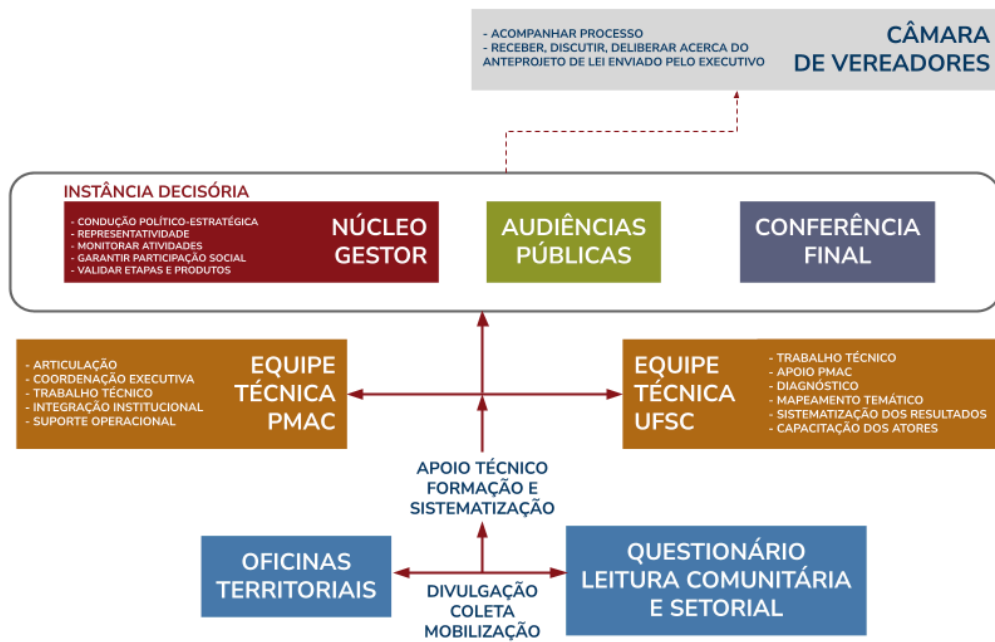 - ACOMPANHAR PROCESSO
- RECEBER, DISCUTIR, DELIBERAR ACERCA DO
ANTEPROJETO DE LEI ENVIADO PELO EXECUTIVO
CÂMARA
DE VEREADORES
INSTÂNCIA DECISÓRIA
- CONDUÇÃO POLÍTICO-ESTRATÉGICA
- REPRESENTATIVIDADE
- MONITORAR ATIVIDADES
- GARANTIR PARTICIPAÇÃO SOCIAL
- VALIDAR ETAPAS E PRODUTOS
NÚCLEO
GESTOR
AUDIÊNCIAS
PÚBLICAS
CONFERÊNCIA
FINAL
- ARTICULAÇÃO
- COORDENAÇÃO EXECUTIVA
- TRABALHO TÉCNICO
- INTEGRAÇÃO INSTITUCIONAL
- SUPORTE OPERACIONAL
EQUIPE
TÉCNICA
PMAC
EQUIPE
TÉCNICA
UFSC
- TRABALHO TÉCNICO
- APOIO PMAC
- DIAGNÓSTICO
- MAPEAMENTO TEMÁTICO
- SISTEMATIZAÇÃO DOS RESULTADOS
- CAPACITAÇÃO DOS ATORES
APOIO TÉCNICO
FORMAÇÃO E
SISTEMATIZAÇÃO
OFICINAS
TERRITORIAIS
DIVULGAÇÃO
COLETA
MOBILIZAÇÃO
QUESTIONÁRIO
LEITURA COMUNITÁRIA
E SETORIAL